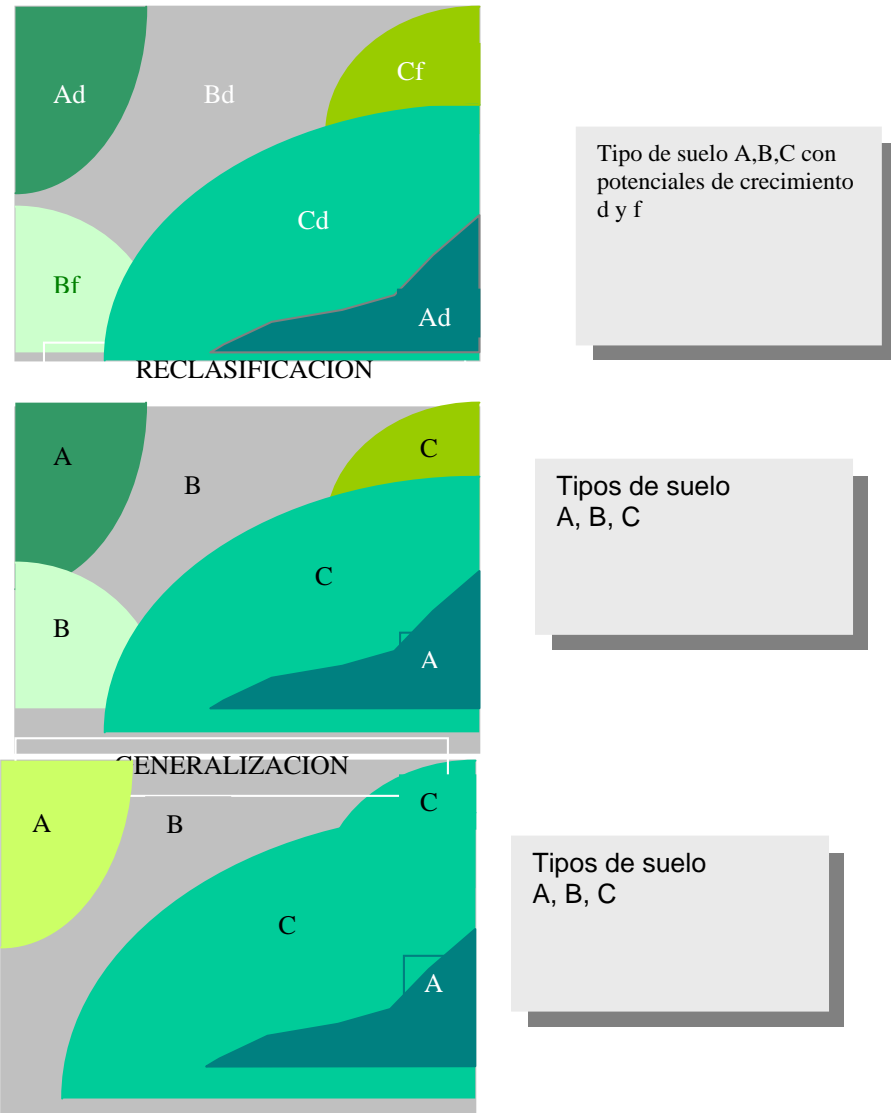 Ad
Bd
Cf
Cd
Bf
Ad
Tipo de suelo A,B,C con
potenciales de crecimiento
d y f
RECLASIFICACION
A
B
C
C
B
A
Tipos de suelo
A, B, C
GENERALIZACION
A
B
C
C
A
Tipos de suelo
A, B, C